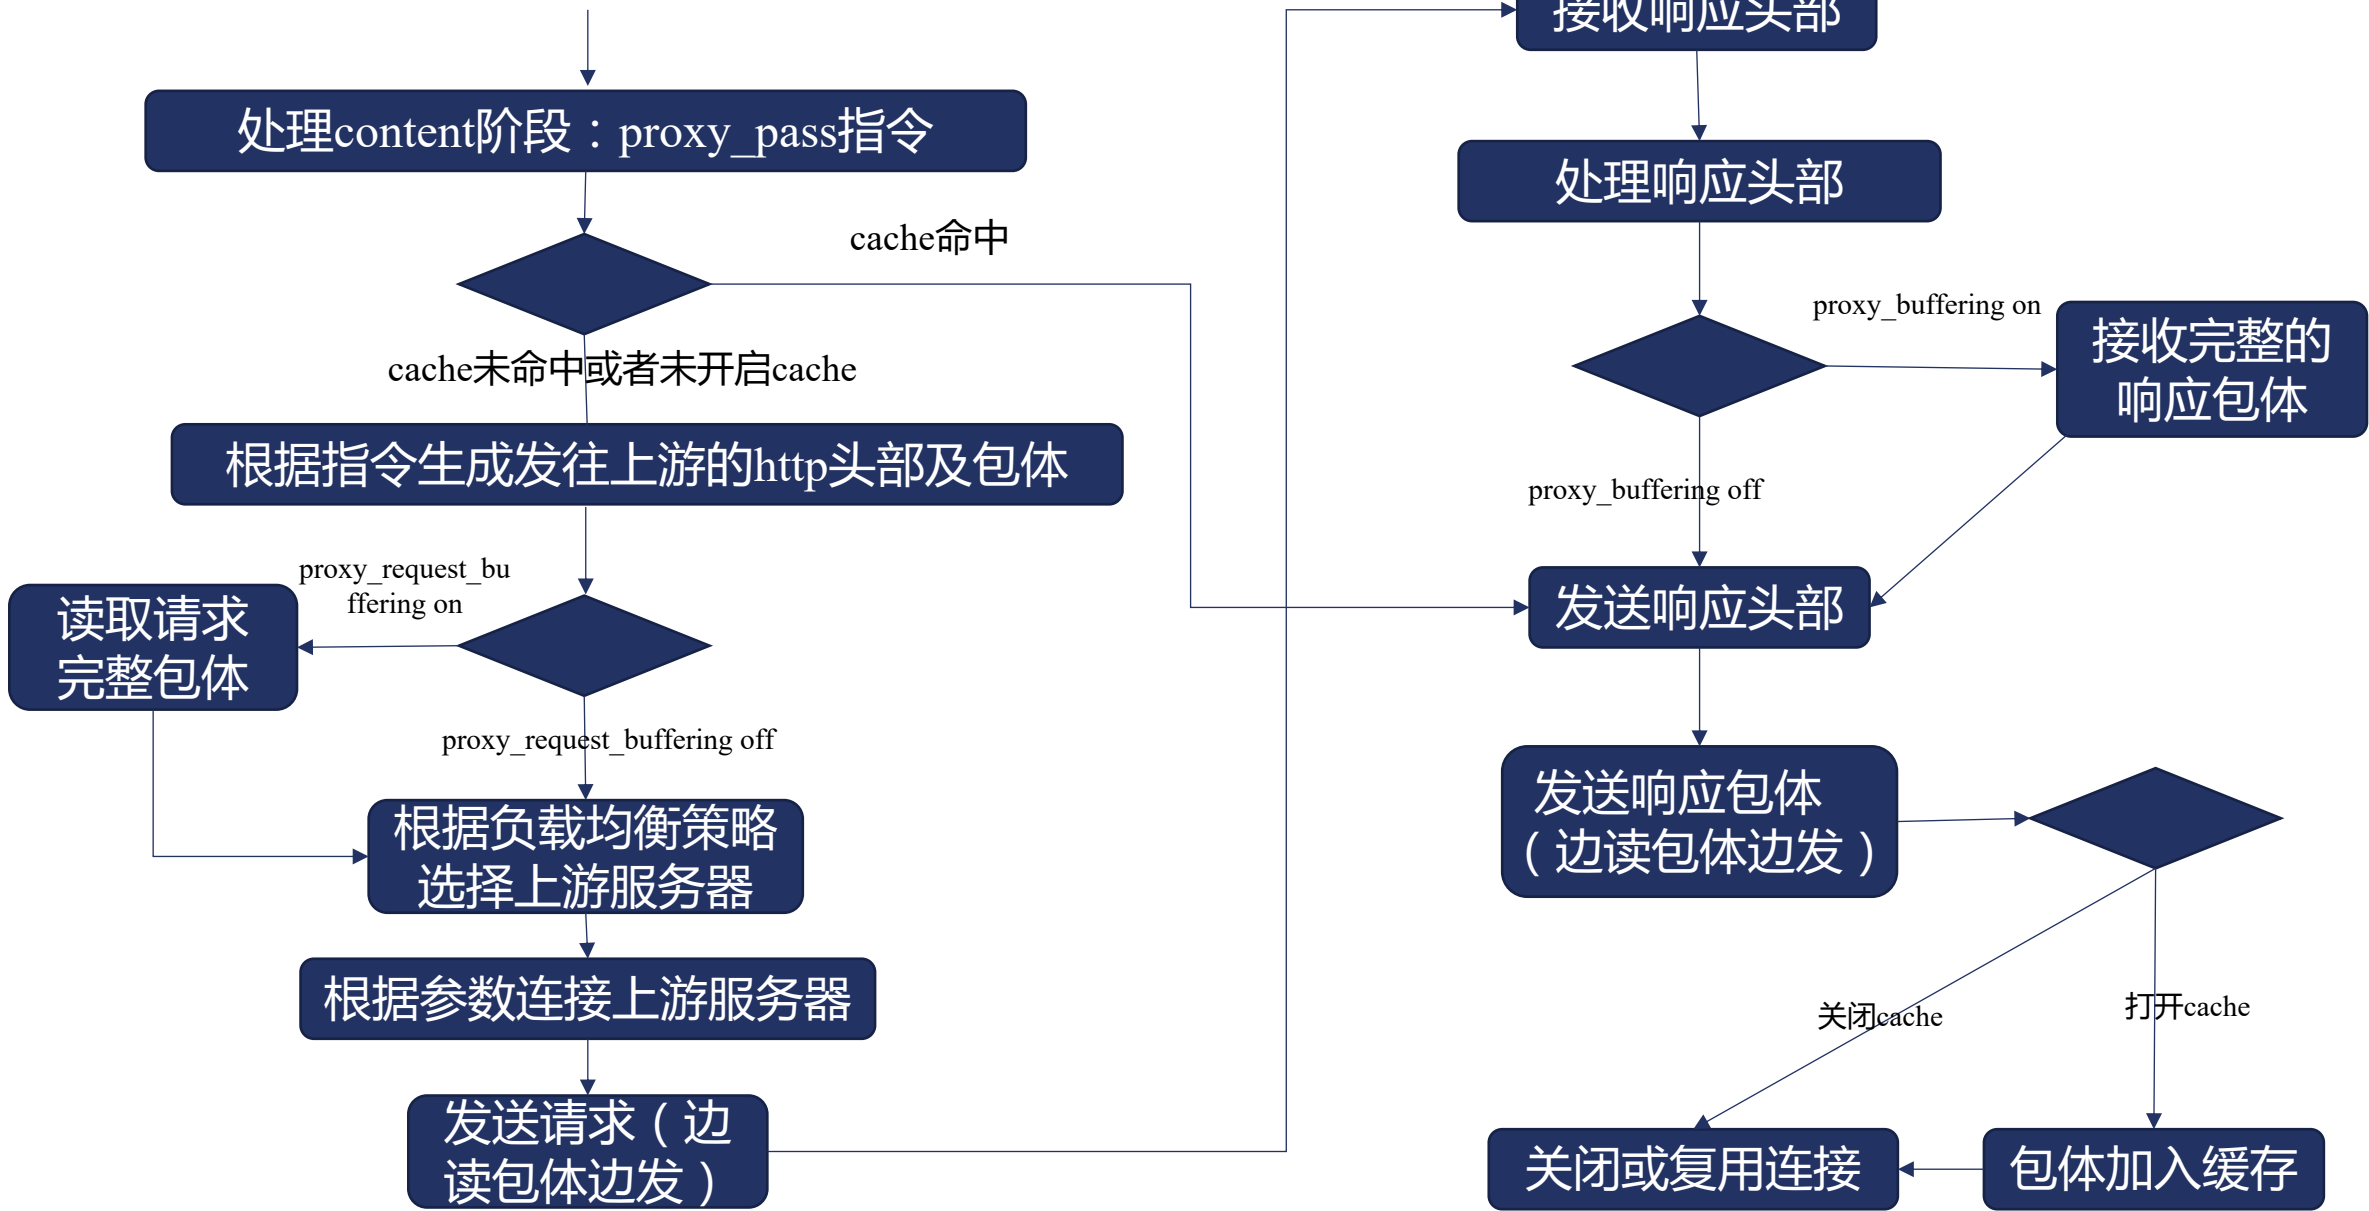 处理content阶段：proxy_pass指令
cache命中
cache未命中或者未开启cache
根据指令生成发往上游的http头部及包体
proxy_request_bu
ffering on
读取请求
完整包体
proxy_request_buffering off
根据负载均衡策略
选择上游服务器
根据参数连接上游服务器
发送请求（边
读包体边发）
接收响应头部
处理响应头部
proxy_buffering on
接收完整的
响应包体
proxy_buffering off
发送响应头部
发送响应包体
（边读包体边发）
关闭cache
打开cache
关闭或复用连接
包体加入缓存